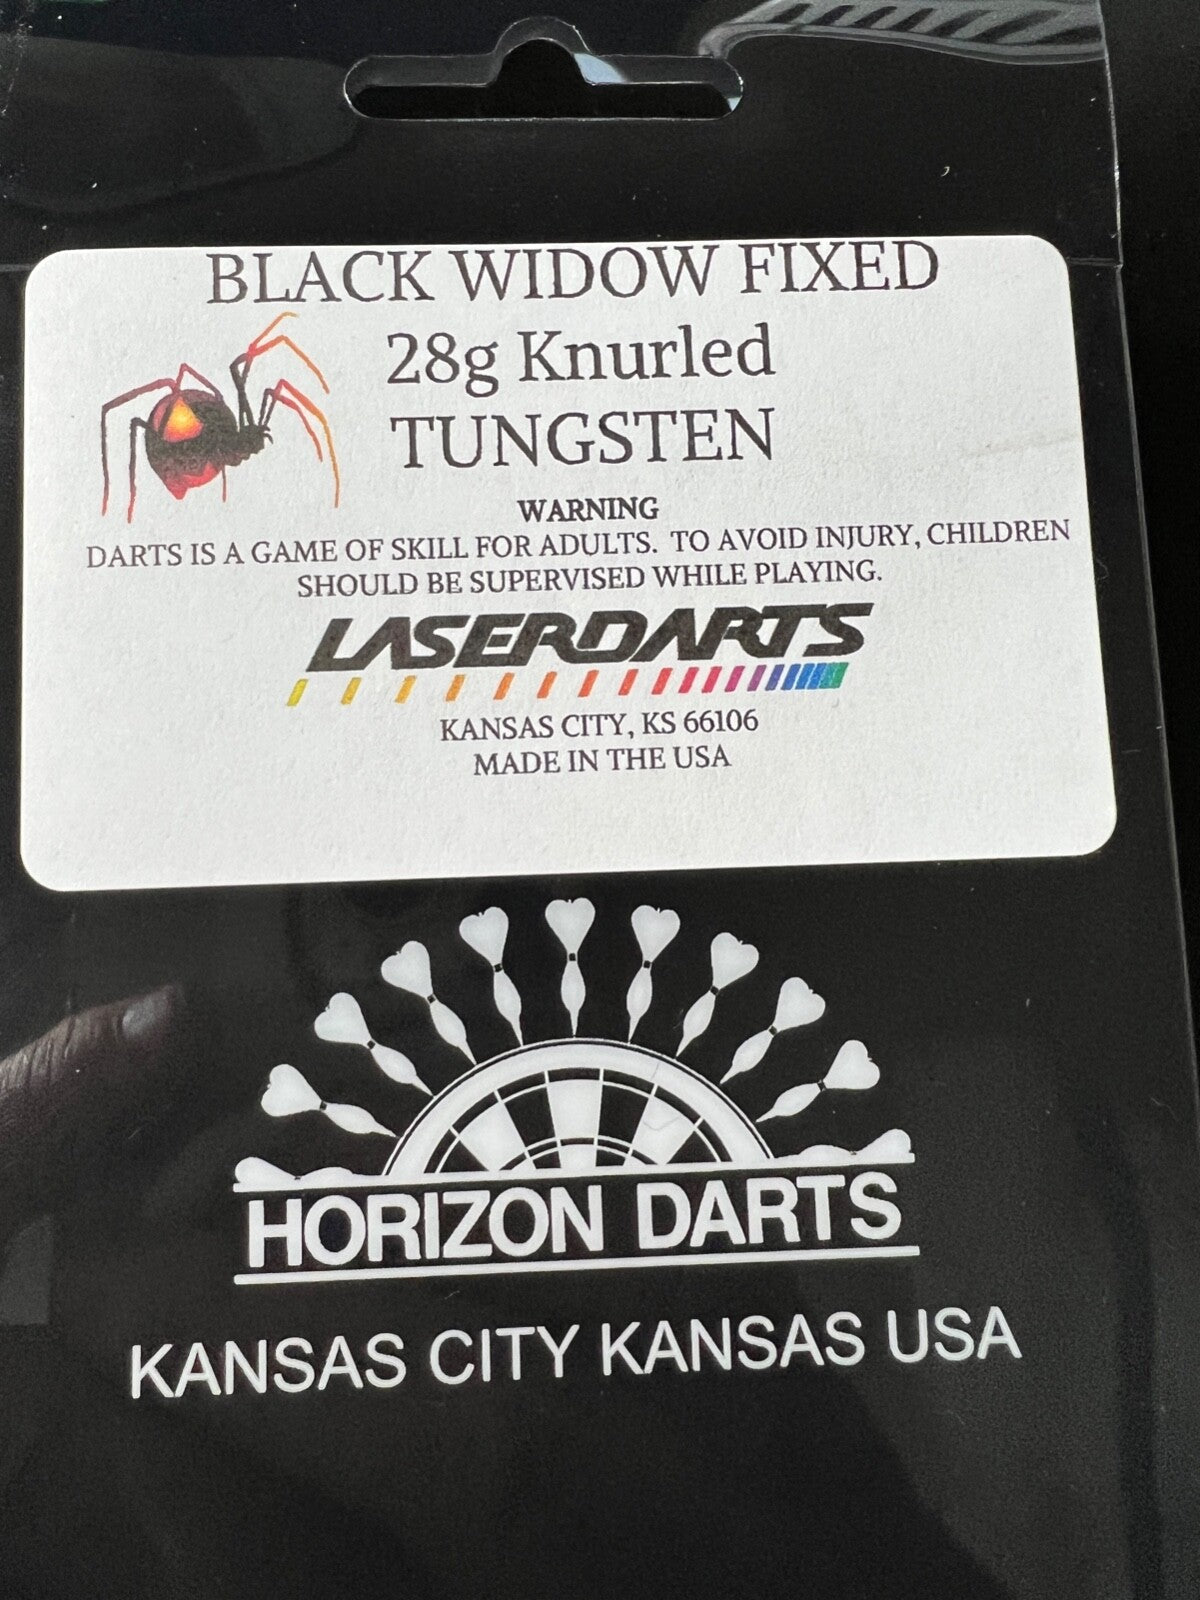 BLACK WIDOW FIXED
28g Knurled
TUNGSTEN
WARNING
DARTS IS A GAME OF SKILL FOR ADULTS. TO AVOID INJURY, CHILDREN
SHOULD BE SUPERVISED WHILE PLAYING.
LASERDARTS
KANSAS CITY, KS 66106
MADE IN THE USA
HORIZON DARTS
KANSAS CITY KANSAS USA